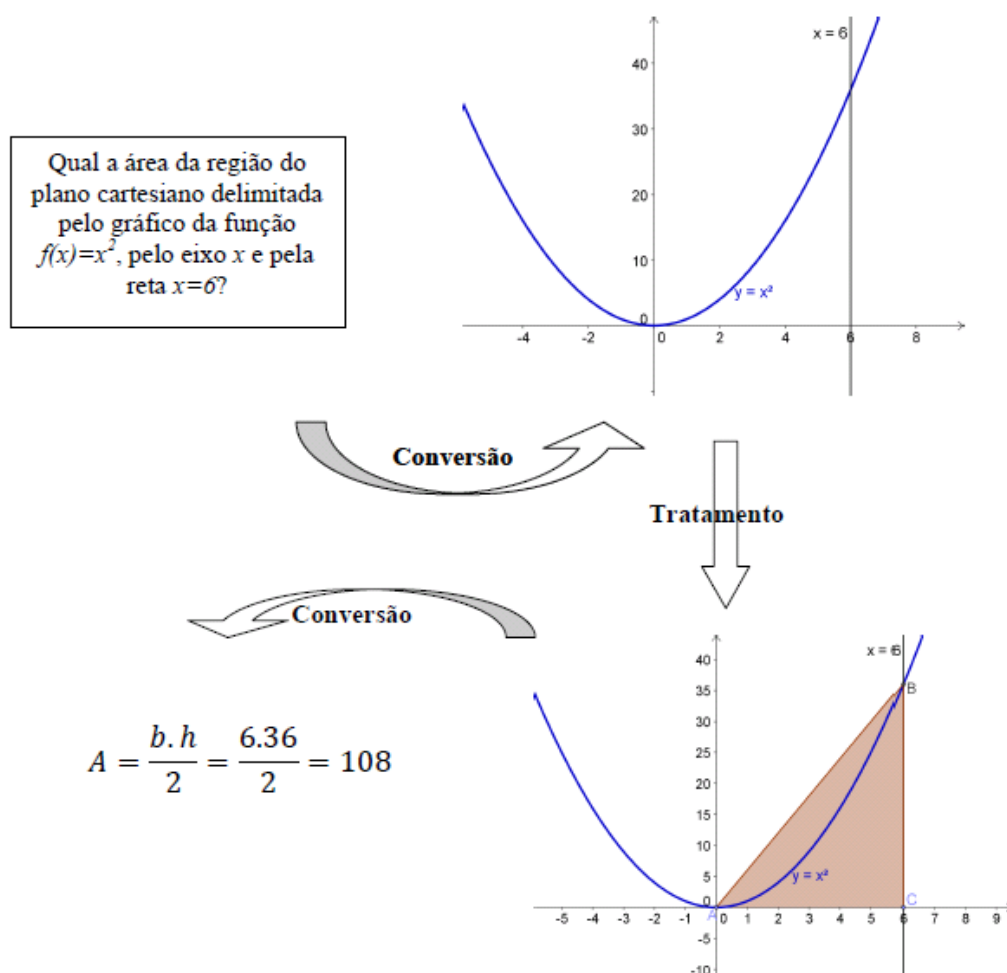 Qual a área da região do
plano cartesiano delimitada
pelo gráfico da função
f(x)=x², pelo eixo x e pela
reta x=6?
x = 6
40
30
20
10
0
y = x²
-4 -2 0 2 4 6 8
Conversão
Tratamento
Conversão
A = b.h/2 = 6.36/2 = 108
x = 6
40
35
30
25
20
15
10
5
0
-5
-10
B
y = x²
A
C
-5 -4 -3 -2 -1 0 1 2 3 4 5 6 7 8 9